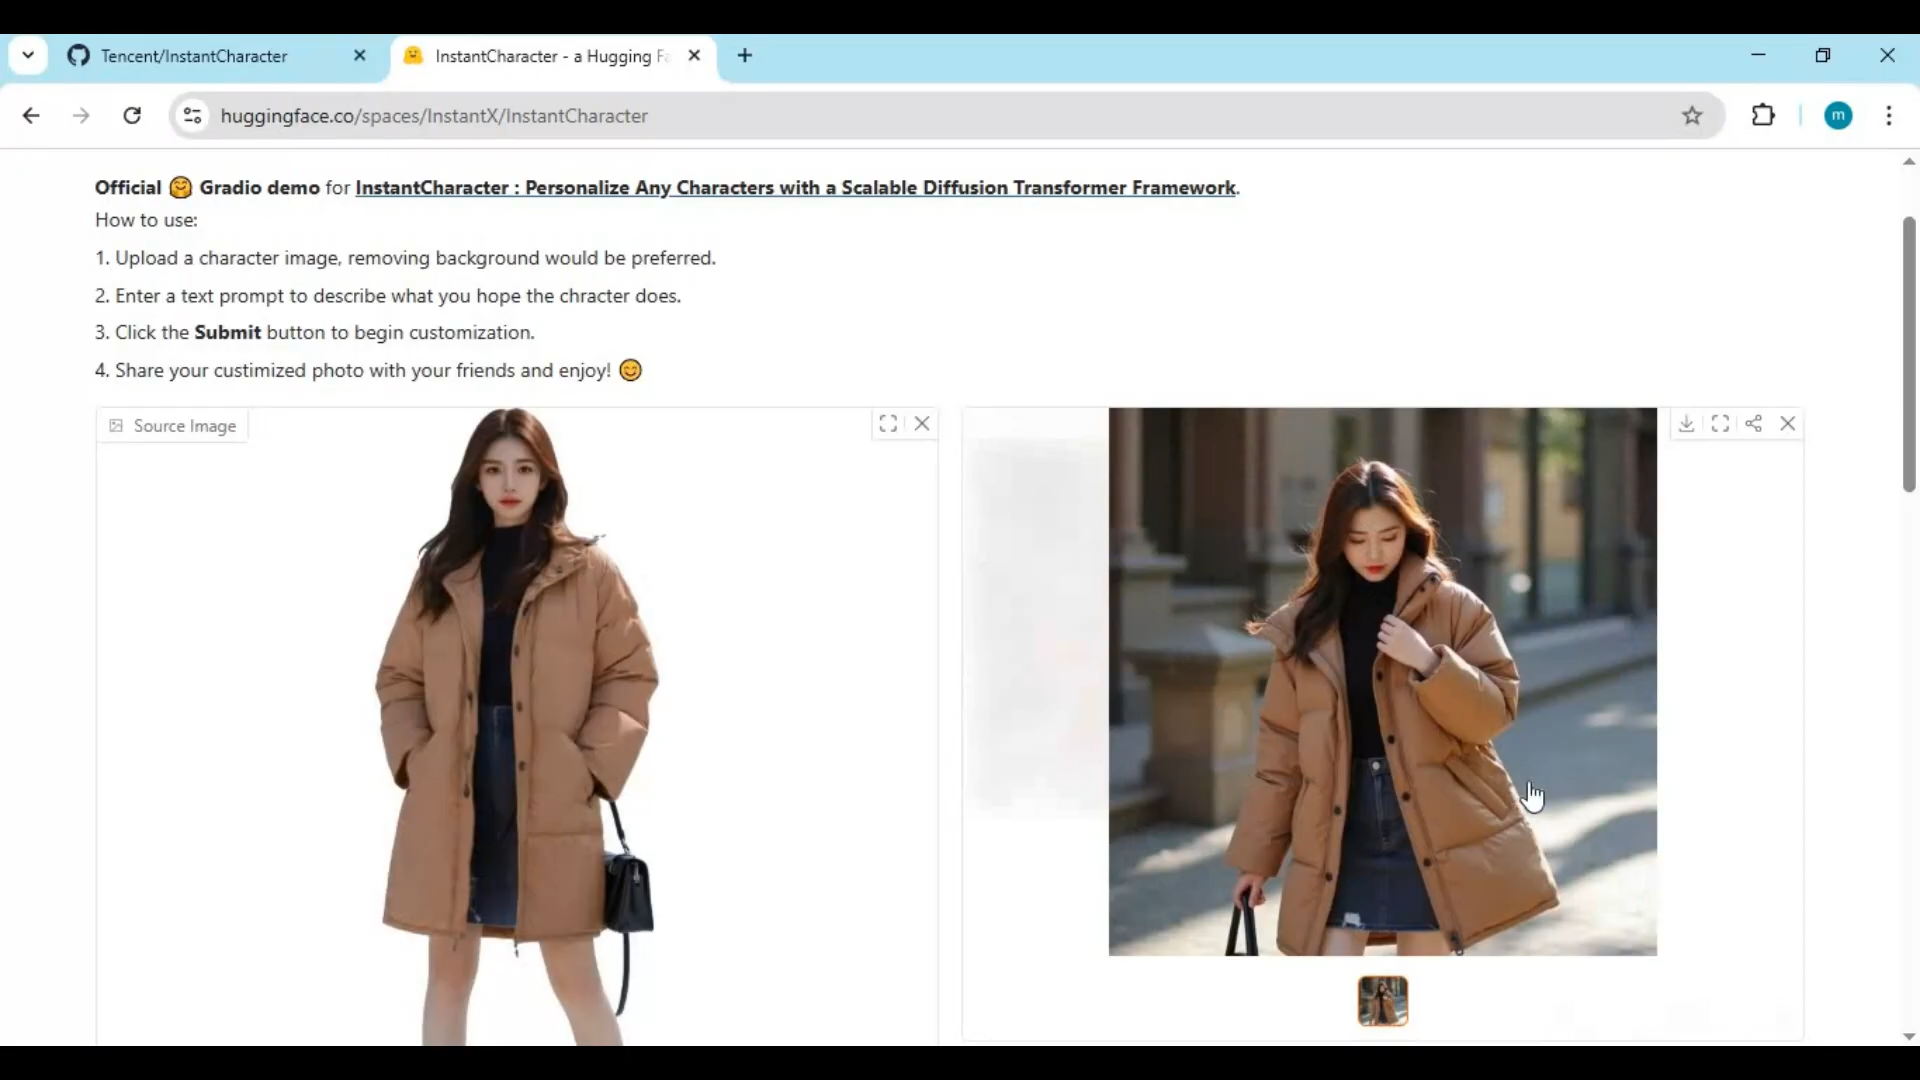 Tencent/InstantCharacter
InstantCharacter - a Hugging Fa
huggingface.co/spaces/InstantX/InstantCharacter
m
Official 🤗 Gradio demo for InstantCharacter : Personalize Any Characters with a Scalable Diffusion Transformer Framework.
How to use:
1. Upload a character image, removing background would be preferred.
2. Enter a text prompt to describe what you hope the chracter does.
3. Click the Submit button to begin customization.
4. Share your custimized photo with your friends and enjoy! 😊
Source Image